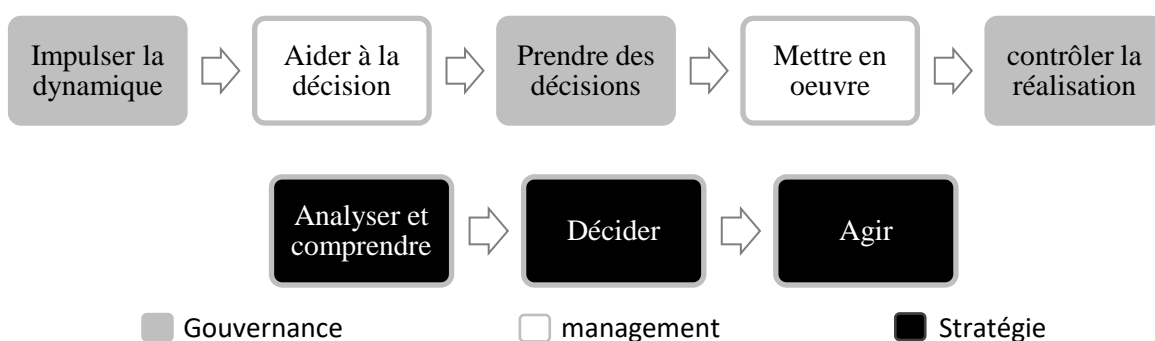 Impulser la
dynamique
Aider à la
décision
Prendre des
décisions
Mettre en
oeuvre
contrôler la
réalisation
Analyser et
comprendre
Décider
Agir
Gouvernance
management
Stratégie